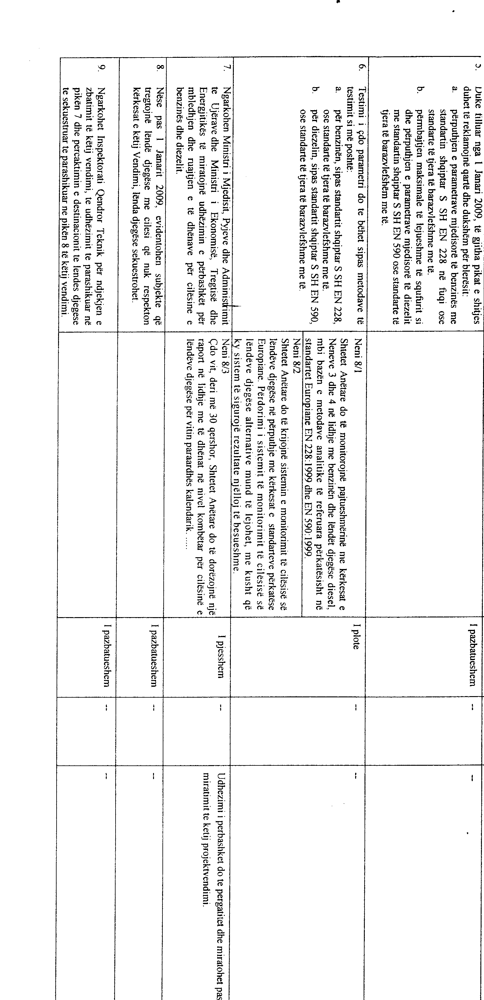 5. Duke filluar nga 1 Janari 2009, të gjitha pikat e shitjes
duhet të reklamojnë qartë dhe dukshëm për blerësit:
a. përputhjen e parametrave mjedisorë të benzinës me
standartin shqiptar S SH EN 228 në fuqi ose
standarte të tjera të barazvlefshme me të.
b. përmbajtjen maksimale të lejueshme të squfurit si
dhe përputhjen e parametrave mjedisorë të diezelit
me standartin shqiptar S SH EN 590 ose standarte të
tjera të barazvlefshëm me të.
I pazbatueshem
--
--
6. Testimi i çdo parametri do te bëhet sipas metodave të
testimit si më poshtë:
a. për benzinën, sipas standartit shqiptar S SH EN 228,
ose standarte të tjera të barazvlefshme me të.
b. për diezelin, sipas standartit shqiptar S SH EN 590,
ose standarte të tjera të barazvlefshme me të.
Neni 8/1
Shtetet Anëtare do të monitorojnë pajtueshmërinë me kërkesat e
Neneve 3 dhe 4 në lidhje me benzinën dhe lëndët djegëse diesel,
mbi bazën e metodave analitike të referuara përkatësisht në
standartet Europiane EN 228:1999 dhe EN 590:1999.
Neni 8/2
Shtetet Anëtare do të krijojnë sistemin e monitorimit të cilësisë së
lëndëve djegëse në përputhje me kërkesat e standarteve përkatëse
Europiane. Përdorimi i sistemit të monitorimit të cilësisë së
lëndëve djegëse alternative mund të lejohet, me kusht që
ky sistem të sigurojë rezultate njëlloj të besueshme.
I plote
--
--
7. Ngarkohen Ministri i Mjedisit, Pyjeve dhe Administrimit
te Ujërave dhe Ministri i Ekonomisë, Tregtisë dhe
Energjitikës të miratojnë udhëzimin e përbashkët për
mbledhjen dhe ruajtjen e të dhënave për cilësine e
benzinës dhe diezelit.
Neni 8/3
Çdo vit, deri më 30 qershor, Shtetet Anëtare do të dorëzojnë një
raport në lidhje me të dhënat në nivel kombëtar për cilësinë e
lëndëve djegëse për vitin paraardhës kalendarik. .....
I pjesshem
--
Udhezimi i perbashket do te pergatitet dhe miratohet pas
miratimit te ketij projektvendimi.
8. Nëse pas 1 Janarit 2009, evidentohen subjekte që
tregtojnë lëndë djegëse me cilesi që nuk respekton
kërkesat e këtij Vendimi, lënda djegëse sekuestrohet.
I pazbatueshem
--
--
9. Ngarkohet Inspektorati Qendror Teknik për ndjekjen e
zbatimit të këtij vendimi, te udhëzimit te parashikuar në
pikën 7 dhe percaktimin e destinacionit te lendes djegese
te sekuestruar te parashikuar ne pikën 8 të këtij vendimi.
I pazbatueshem
--
--